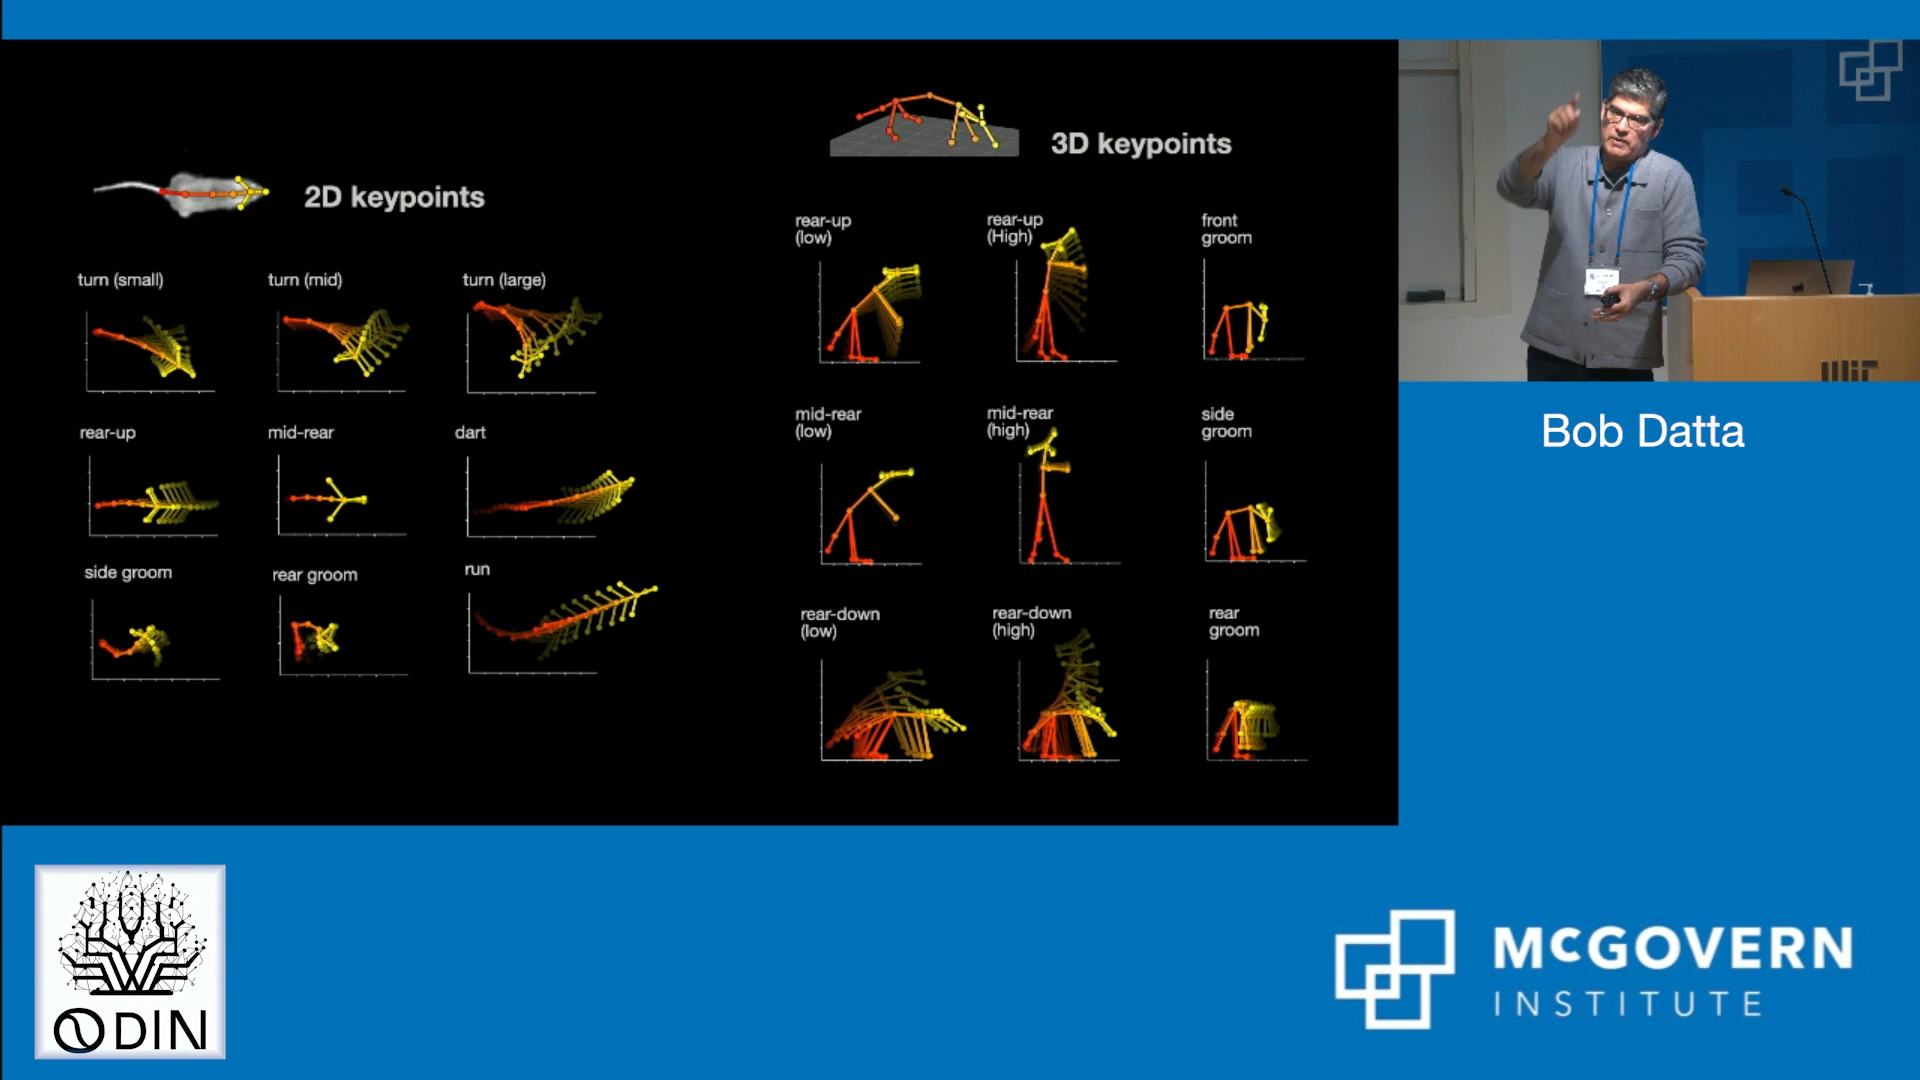 2D keypoints
turn (small)
turn (mid)
turn (large)
rear-up
mid-rear
dart
side groom
rear groom
run
3D keypoints
rear-up
(low)
rear-up
(High)
front
groom
mid-rear
(low)
mid-rear
(high)
side
groom
rear-down
(low)
rear-down
(high)
rear
groom
MIT
Bob Datta
ODIN
McGOVERN
INSTITUTE